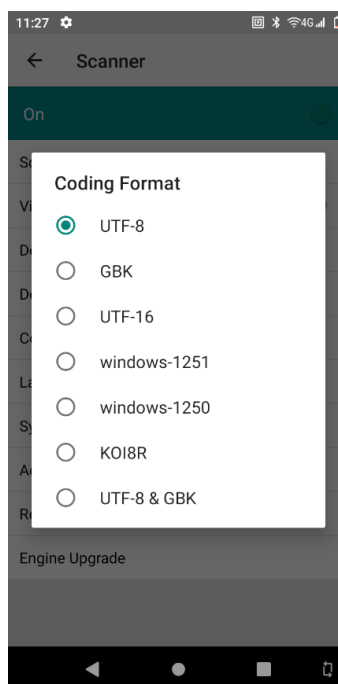 11:27 4G
Scanner
On
Coding Format
UTF-8
GBK
UTF-16
windows-1251
windows-1250
KOI8R
UTF-8 & GBK
Engine Upgrade